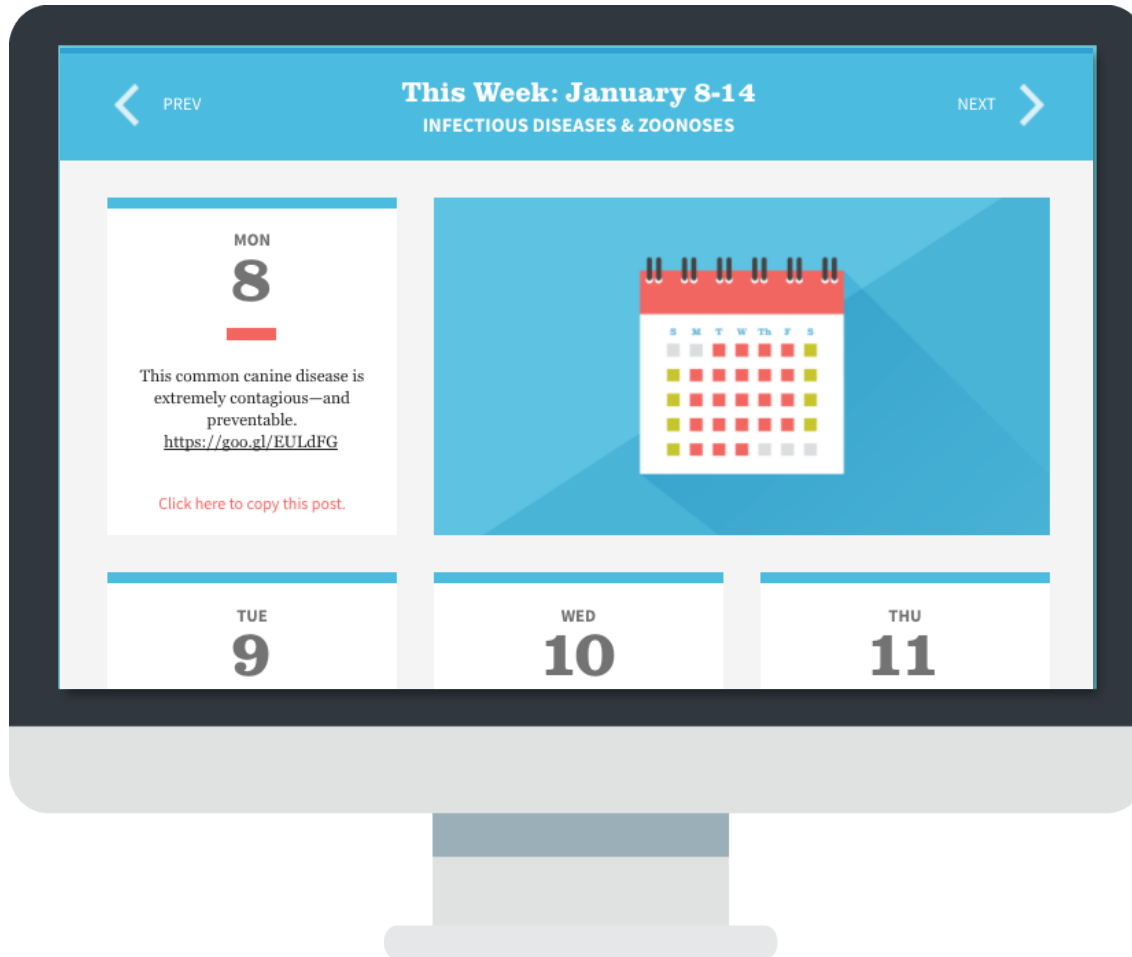 PREV
This Week: January 8-14
INFECTIOUS DISEASES & ZOONOSES
NEXT
MON
8
This common canine disease is
extremely contagious—and
preventable.
https://goo.gl/EULdFG
Click here to copy this post.
S M T W Th F S
TUE
9
WED
10
THU
11